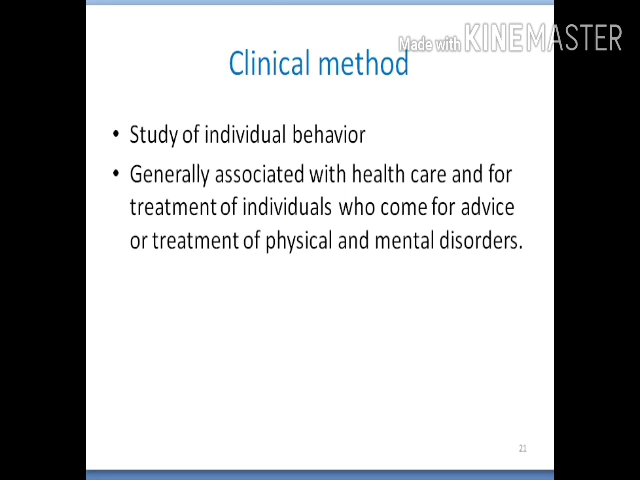 Made with KINEMASTER
Clinical method
• Study of individual behavior
• Generally associated with health care and for
treatment of individuals who come for advice
or treatment of physical and mental disorders.
21